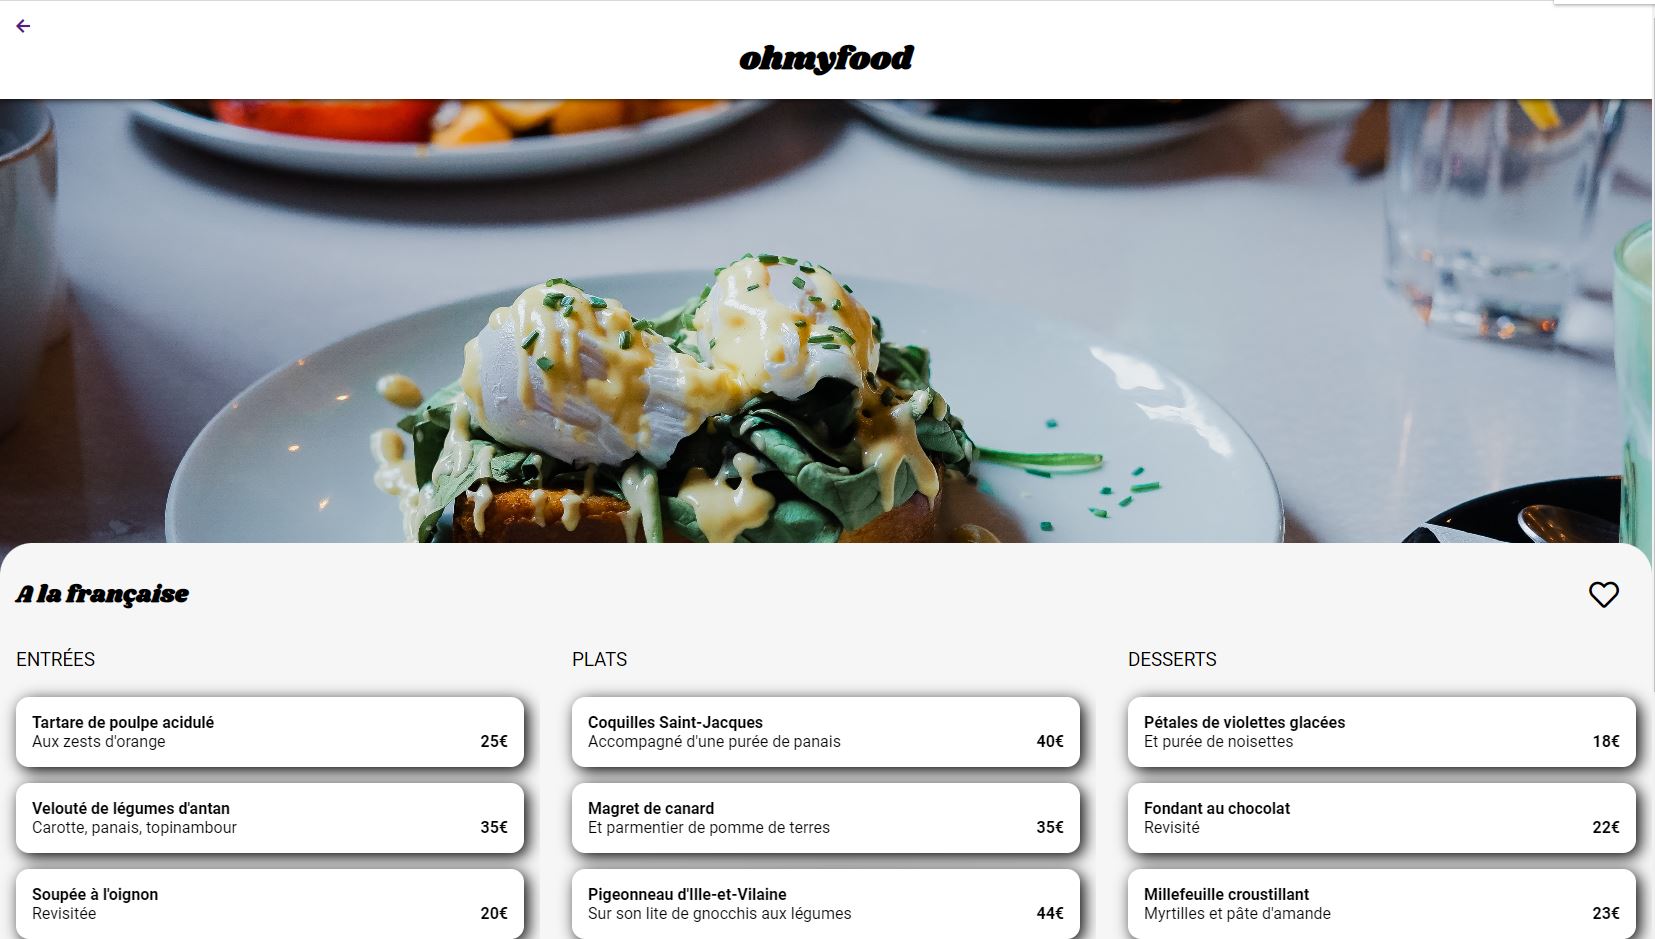 ohmyfood
A la française
ENTRÉES
Tartare de poulpe acidulé
Aux zests d'orange
25€
Velouté de légumes d'antan
Carotte, panais, topinambour
35€
Soupée à l'oignon
Revisitée
20€
PLATS
Coquilles Saint-Jacques
Accompagné d'une purée de panais
40€
Magret de canard
Et parmentier de pomme de terres
35€
Pigeonneau d'Ille-et-Vilaine
Sur son lite de gnocchis aux légumes
44€
DESSERTS
Pétales de violettes glacées
Et purée de noisettes
18€
Fondant au chocolat
Revisité
22€
Millefeuille croustillant
Myrtilles et pâte d'amande
23€